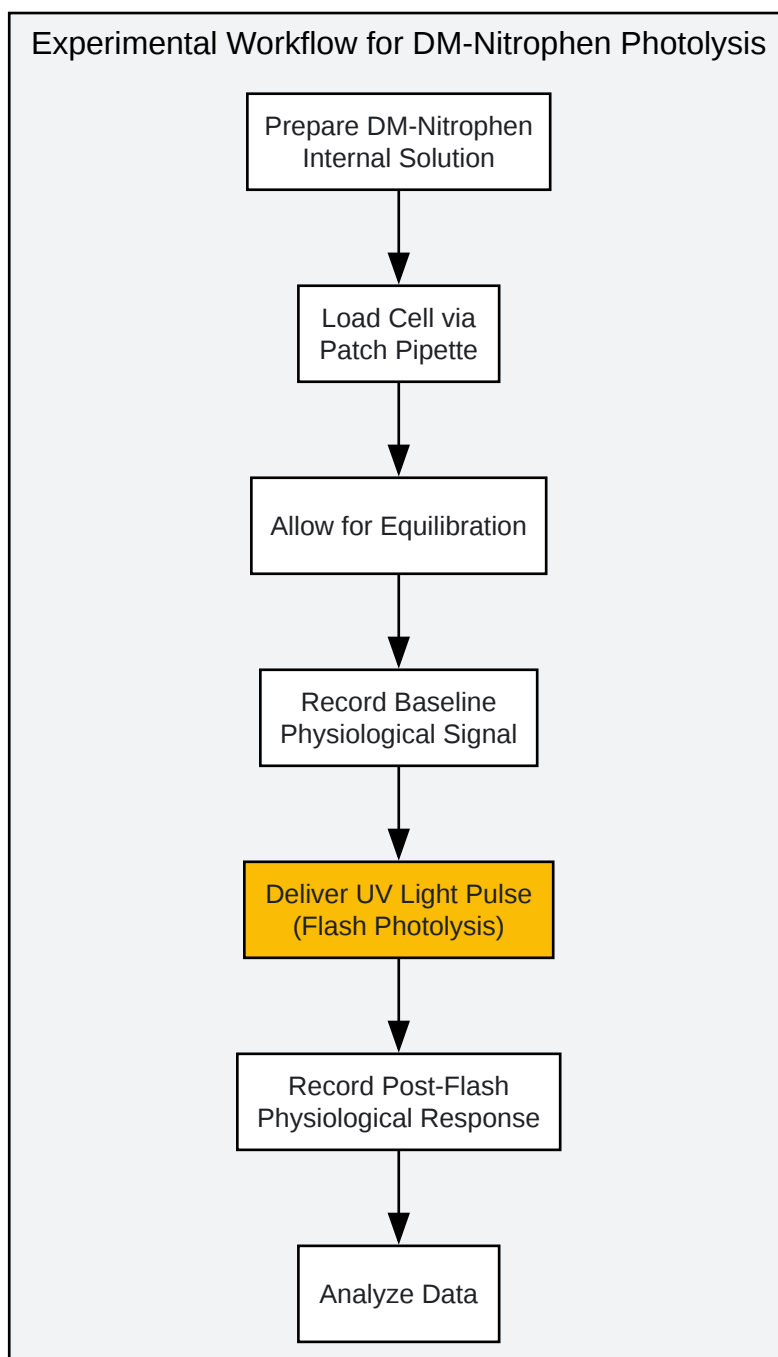 Experimental Workflow for DM-Nitrophen Photolysis
Prepare DM-Nitrophen
Internal Solution
Load Cell via
Patch Pipette
Allow for Equilibration
Record Baseline
Physiological Signal
Deliver UV Light Pulse
(Flash Photolysis)
Record Post-Flash
Physiological Response
Analyze Data